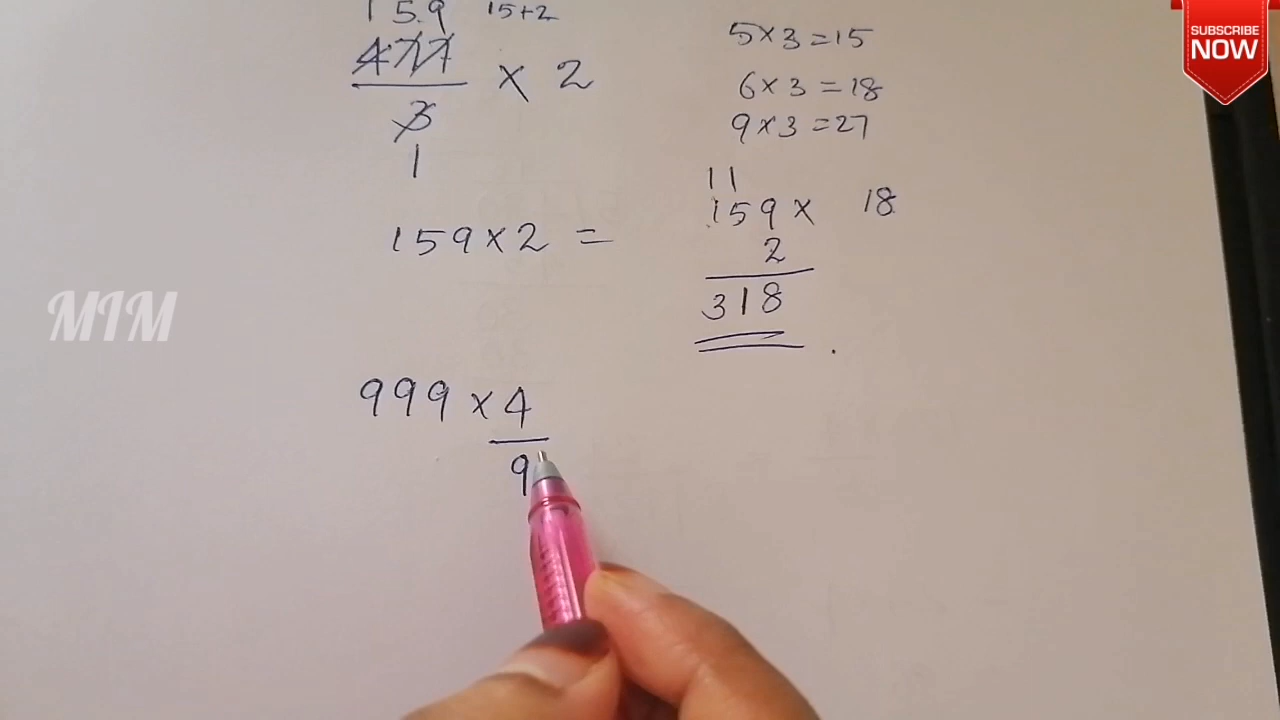 159 15+2
477
× 2
3
1
159 × 2 =
5 × 3 = 15
6 × 3 = 18
9 × 3 = 27
11
159 × 18
2
318
999 × 4
9
MIM
SUBSCRIBE
NOW